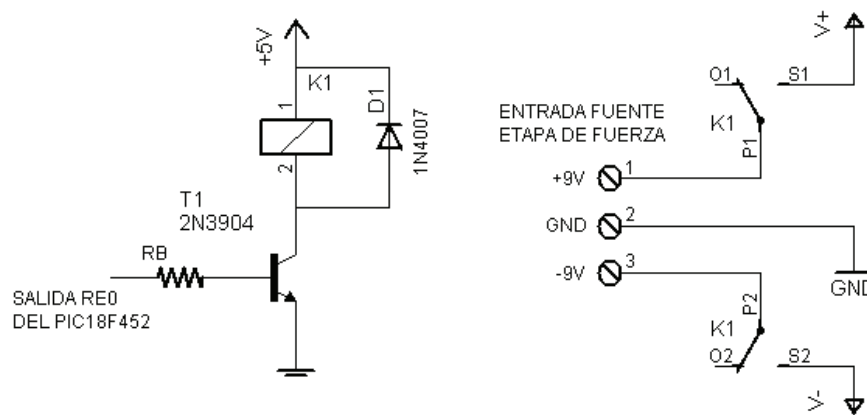 +5V
K1
1
2
D1
1N4007
T1
2N3904
RB
SALIDA RE0
DEL PIC18F452
V+
O1
S1
K1
P1
ENTRADA FUENTE
ETAPA DE FUERZA
+9V
1
GND
2
-9V
3
GND
P2
K1
O2
S2
V-